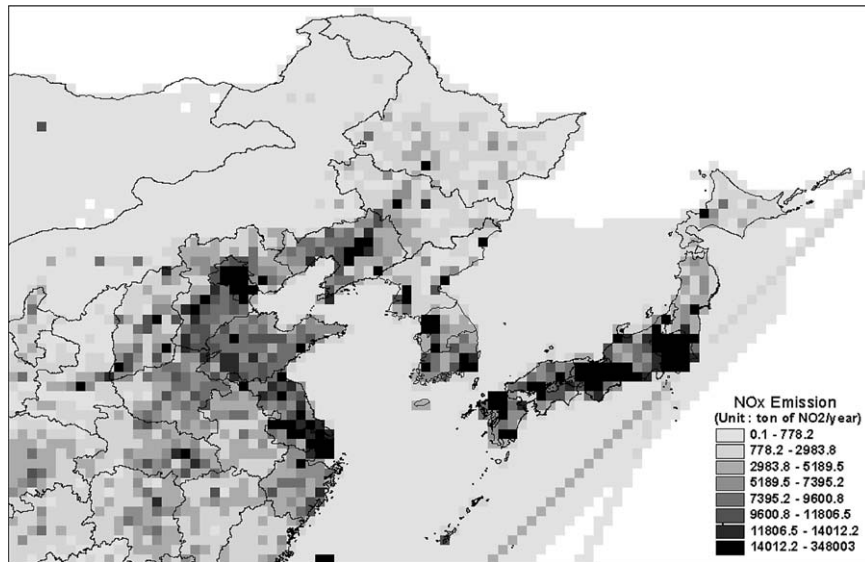 NOx Emission
(Unit : ton of NO2/year)
0.1 - 778.2
778.2 - 2983.8
2983.8 - 5189.5
5189.5 - 7395.2
7395.2 - 9600.8
9600.8 - 11806.5
11806.5 - 14012.2
14012.2 - 348003